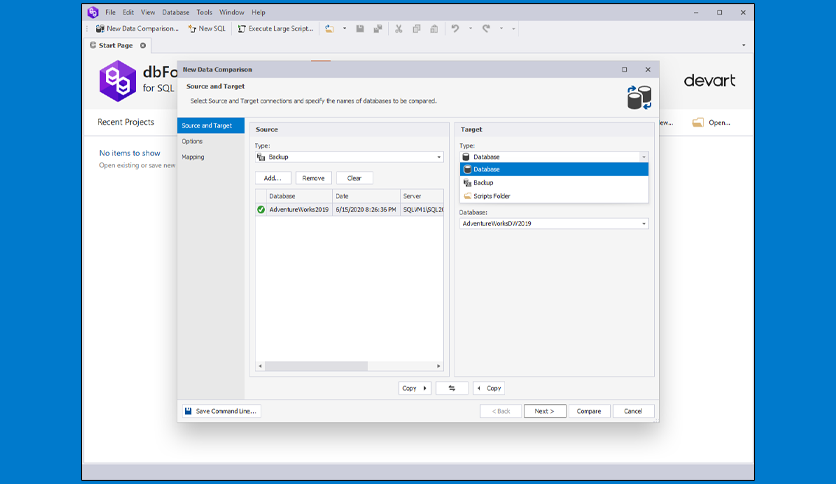 File Edit View Database Tools Window Help
New Data Comparison... New SQL Execute Large Script...
Start Page
dbFo
for SQL
devart
Recent Projects
ew... Open...
No items to show
Open existing or save new
New Data Comparison
Source and Target
Select Source and Target connections and specify the names of databases to be compared.
Source and Target
Options
Mapping
Source
Type:
Backup
Add... Remove Clear
Database Date Server
AdventureWorks2019 6/15/2020 8:26:36 PM SQLVM1\SQL20
Target
Type:
Database
Database
Backup
Scripts Folder
Database:
AdventureWorksDW2019
Copy Copy
Save Command Line... < Back Next > Compare Cancel